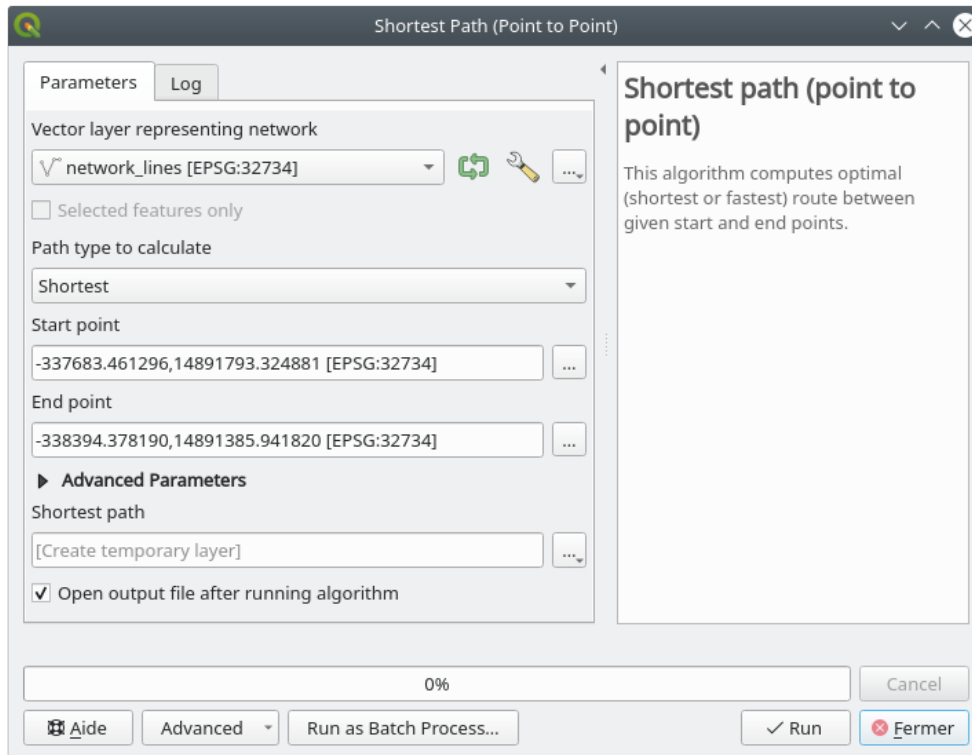 Shortest Path (Point to Point)
Parameters
Log
Vector layer representing network
network_lines [EPSG:32734]
...
Selected features only
Path type to calculate
Shortest
Start point
-337683.461296,14891793.324881 [EPSG:32734]
...
End point
-338394.378190,14891385.941820 [EPSG:32734]
...
Advanced Parameters
Shortest path
[Create temporary layer]
...
Open output file after running algorithm
Shortest path (point to
point)
This algorithm computes optimal
(shortest or fastest) route between
given start and end points.
0%
Cancel
Aide
Advanced
Run as Batch Process...
Run
Fermer